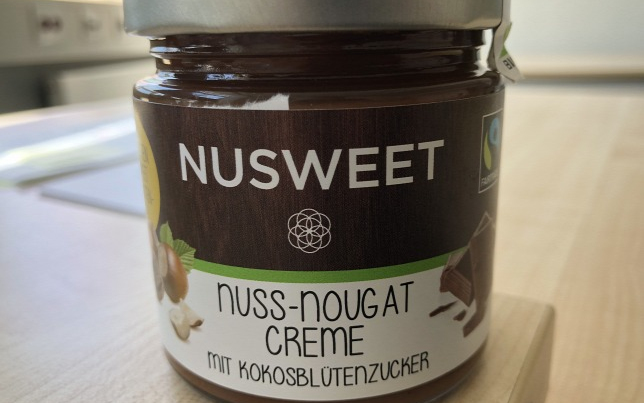 NUSWEET
NUSS-NOUGAT
CREME
MIT KOKOSBLÜTENZUCKER